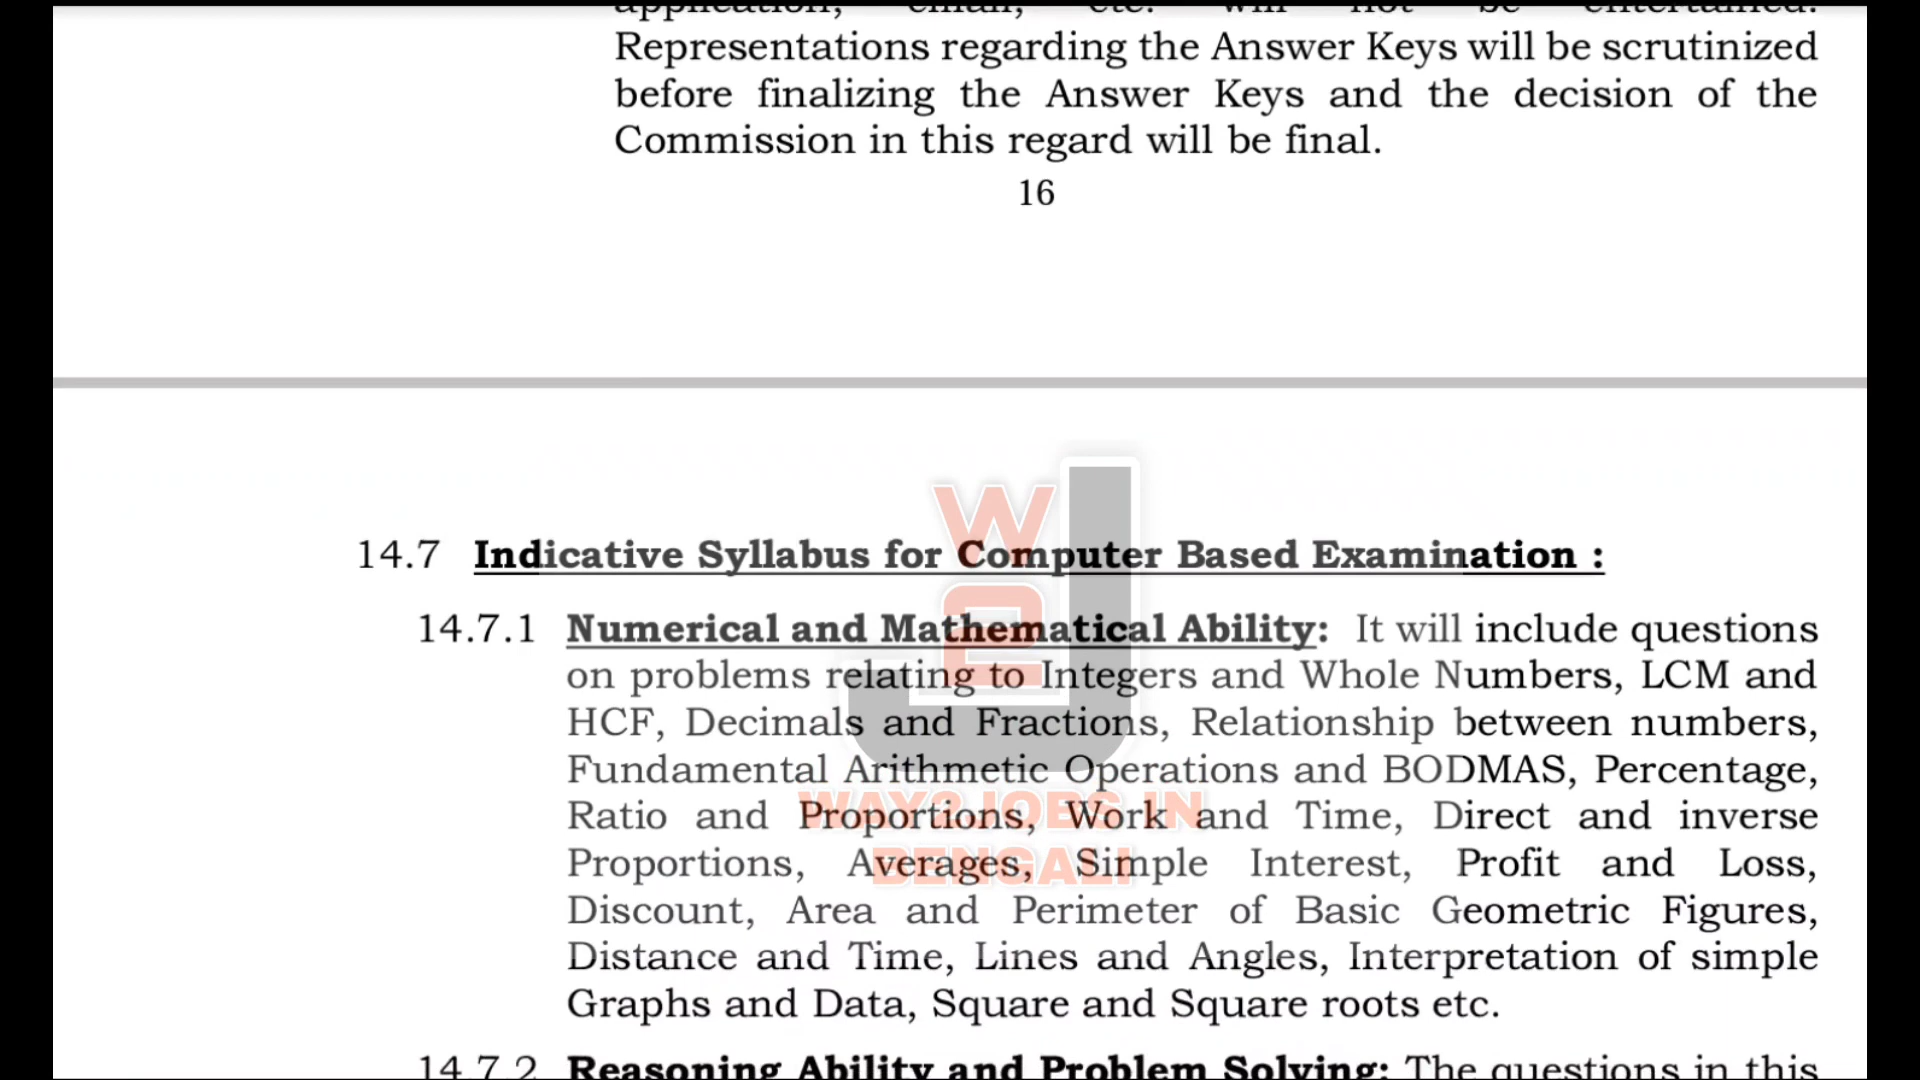 application, email, etc. will not be entertained.
Representations regarding the Answer Keys will be scrutinized
before finalizing the Answer Keys and the decision of the
Commission in this regard will be final.
16
14.7 Indicative Syllabus for Computer Based Examination :
14.7.1 Numerical and Mathematical Ability: It will include questions
on problems relating to Integers and Whole Numbers, LCM and
HCF, Decimals and Fractions, Relationship between numbers,
Fundamental Arithmetic Operations and BODMAS, Percentage,
Ratio and Proportions, Work and Time, Direct and inverse
Proportions, Averages, Simple Interest, Profit and Loss,
Discount, Area and Perimeter of Basic Geometric Figures,
Distance and Time, Lines and Angles, Interpretation of simple
Graphs and Data, Square and Square roots etc.
14.7.2 Reasoning Ability and Problem Solving: The questions in this
W2J
WAY2JOBS IN
BENGALI